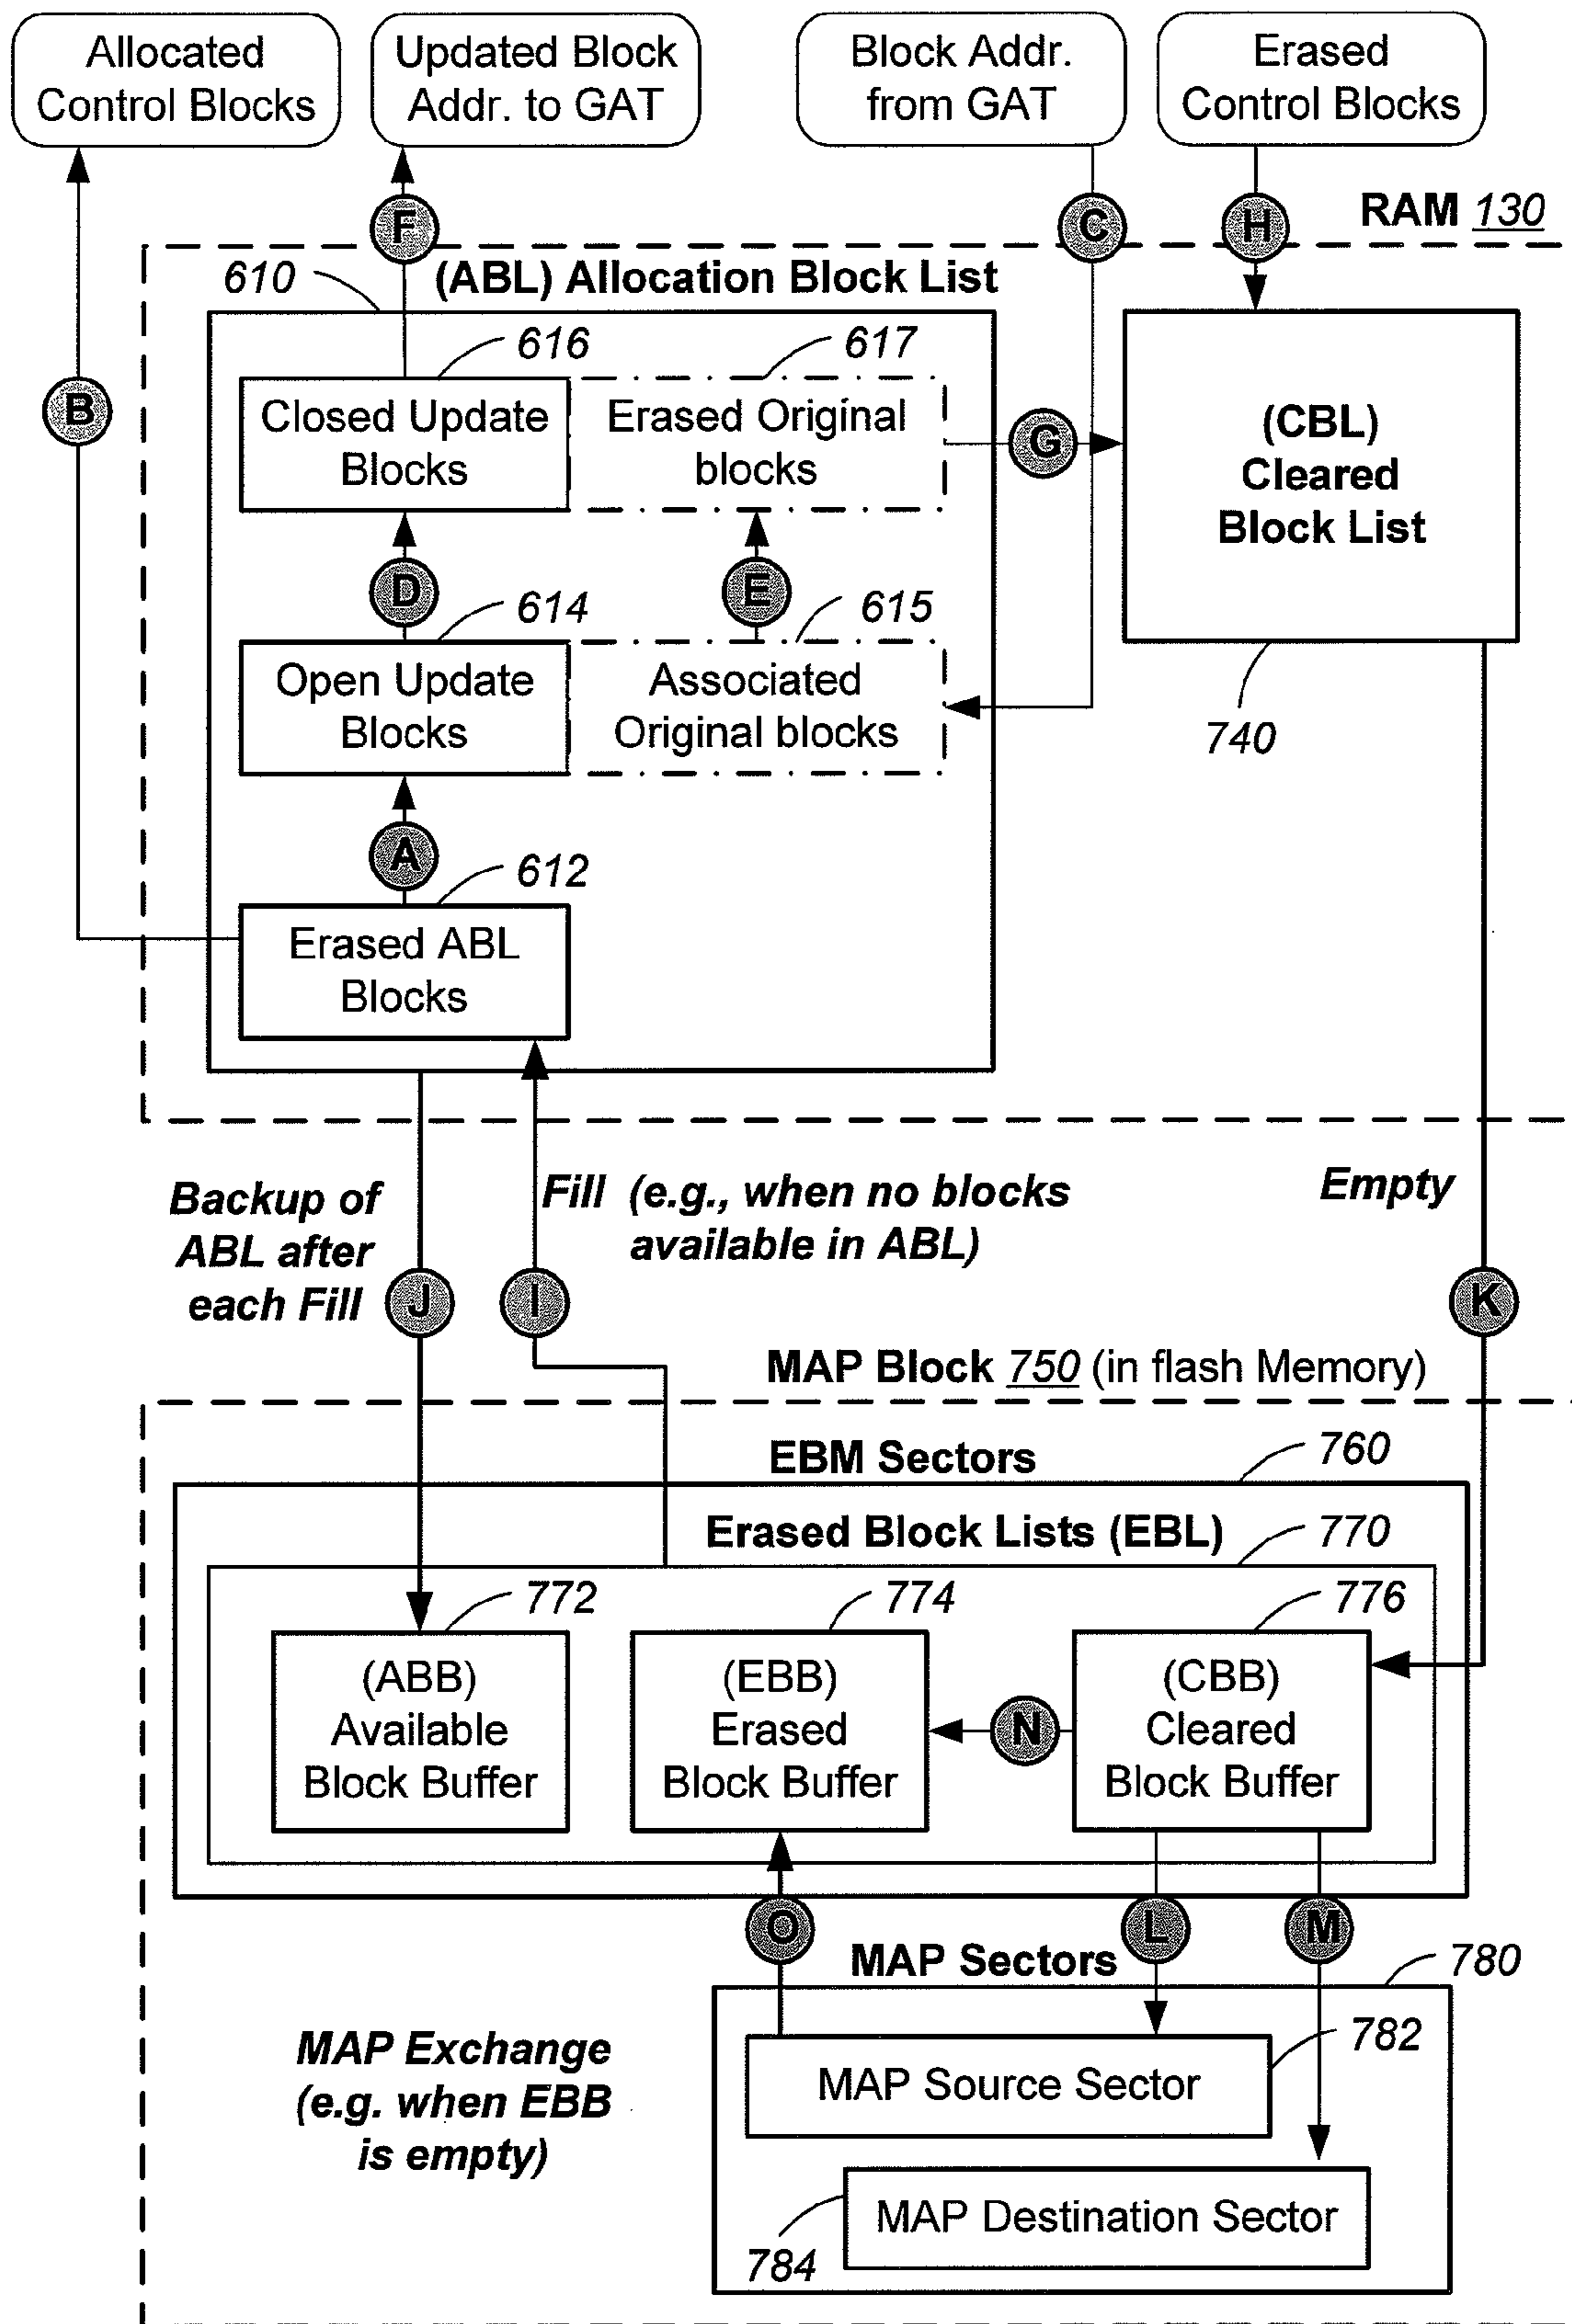 Allocated
Control Blocks
Updated Block
Addr. to GAT
Block Addr.
from GAT
Erased
Control Blocks
F
C
H
RAM 130
610
(ABL) Allocation Block List
616
617
B
Closed Update
Blocks
Erased Original
blocks
G
(CBL)
Cleared
Block List
D
E
614
615
Open Update
Blocks
Associated
Original blocks
740
A
612
Erased ABL
Blocks
Backup of
ABL after
each Fill
J
Fill (e.g., when no blocks
available in ABL)
I
Empty
K
MAP Block 750 (in flash Memory)
EBM Sectors
760
Erased Block Lists (EBL)
770
772
774
776
(ABB)
Available
Block Buffer
(EBB)
Erased
Block Buffer
N
(CBB)
Cleared
Block Buffer
O
L
M
MAP Sectors
780
MAP Exchange
(e.g. when EBB
is empty)
782
MAP Source Sector
MAP Destination Sector
784